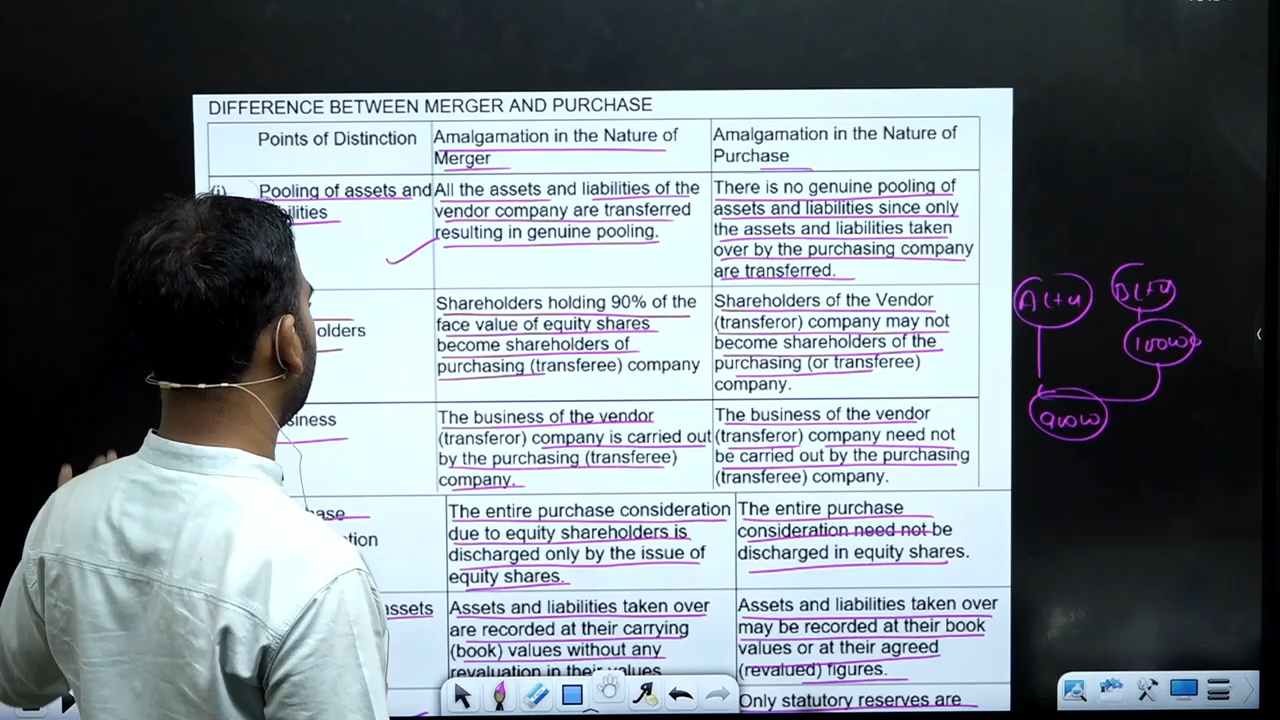 DIFFERENCE BETWEEN MERGER AND PURCHASE
Points of Distinction
Amalgamation in the Nature of
Merger
Amalgamation in the Nature of
Purchase
(i) Pooling of assets and
All the assets and liabilities of the
vendor company are transferred
resulting in genuine pooling.
There is no genuine pooling of
assets and liabilities since only
the assets and liabilities taken
over by the purchasing company
are transferred.
Shareholders holding 90% of the
face value of equity shares
become shareholders of
purchasing (transferee) company
Shareholders of the Vendor
(transferor) company may not
become shareholders of the
purchasing (or transferee)
company.
The business of the vendor
(transferor) company is carried out
by the purchasing (transferee)
company.
The business of the vendor
(transferor) company need not
be carried out by the purchasing
(transferee) company.
The entire purchase consideration
due to equity shareholders is
discharged only by the issue of
equity shares.
The entire purchase
consideration need not be
discharged in equity shares.
assets
Assets and liabilities taken over
are recorded at their carrying
(book) values without any
revaluation in their values
Assets and liabilities taken over
may be recorded at their book
values or at their agreed
(revalued) figures.
Only statutory reserves are